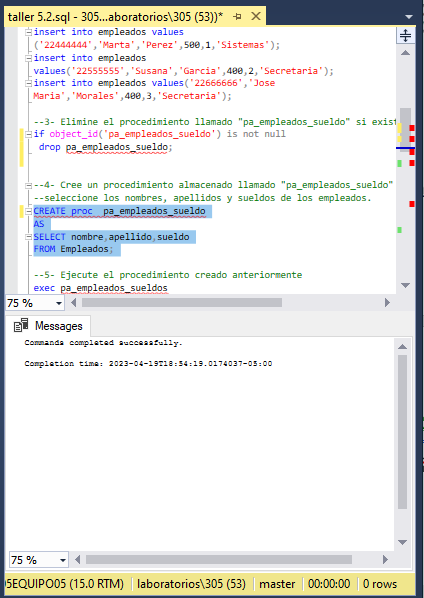 taller 5.2.sql - 305...aboratorios\305 (53))*
insert into empleados values
('22444444','Marta','Perez',500,1,'Sistemas');
insert into empleados
values('22555555','Susana','Garcia',400,2,'Secretaria');
insert into empleados values('22666666','Jose
Maria','Morales',400,3,'Secretaria');
--3- Elimine el procedimiento llamado "pa_empleados_sueldo" si exist
if object_id('pa_empleados_sueldo') is not null
drop pa_empleados_sueldo;
--4- Cree un procedimiento almacenado llamado "pa_empleados_sueldo"
--seleccione los nombres, apellidos y sueldos de los empleados.
CREATE proc pa_empleados_sueldo
AS
SELECT nombre,apellido,sueldo
FROM Empleados;
--5- Ejecute el procedimiento creado anteriormente
exec pa_empleados_sueldos
75 %
Messages
Commands completed successfully.
Completion time: 2023-04-19T18:54:19.0174037-05:00
75 %
05EQUIPO05 (15.0 RTM) laboratorios\305 (53) master 00:00:00 0 rows